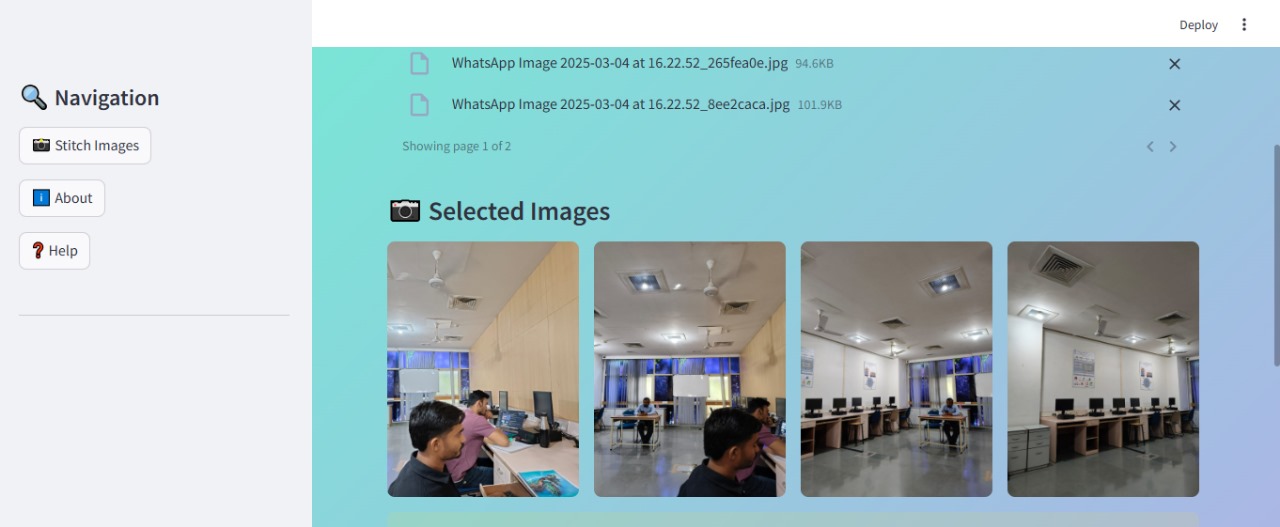 Deploy
Navigation
Stitch Images
About
Help
WhatsApp Image 2025-03-04 at 16.22.52_265fea0e.jpg 94.6KB
WhatsApp Image 2025-03-04 at 16.22.52_8ee2caca.jpg 101.9KB
Showing page 1 of 2
Selected Images